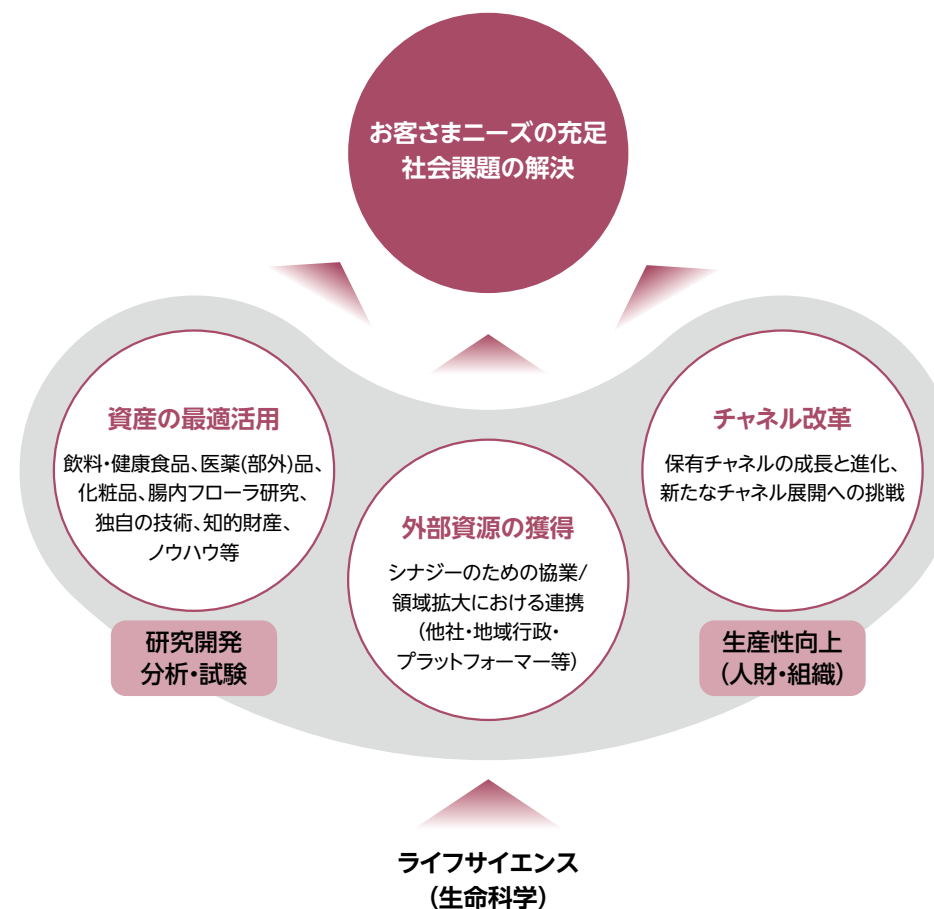 お客さまニーズの充足
社会課題の解決
資産の最適活用
飲料・健康食品、医薬(部外)品、
化粧品、腸内フローラ研究、
独自の技術、知的財産、
ノウハウ等
研究開発
分析・試験
外部資源の獲得
シナジーのための協業/
領域拡大における連携
(他社・地域行政・
プラットフォーマー等)
チャネル改革
保有チャネルの成長と進化、
新たなチャネル展開への挑戦
生産性向上
(人財・組織)
ライフサイエンス
(生命科学)